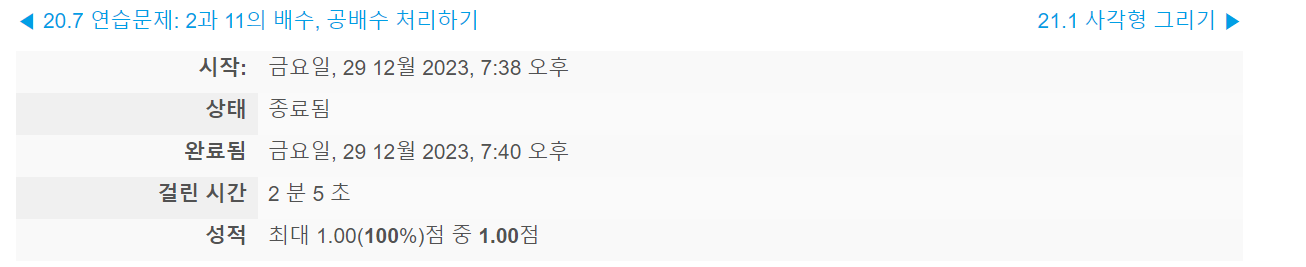 ◀ 20.7 연습문제: 2과 11의 배수, 공배수 처리하기
21.1 사각형 그리기 ▶
시작: 금요일, 29 12월 2023, 7:38 오후
상태 종료됨
완료됨 금요일, 29 12월 2023, 7:40 오후
걸린 시간 2 분 5 초
성적 최대 1.00(100%)점 중 1.00점